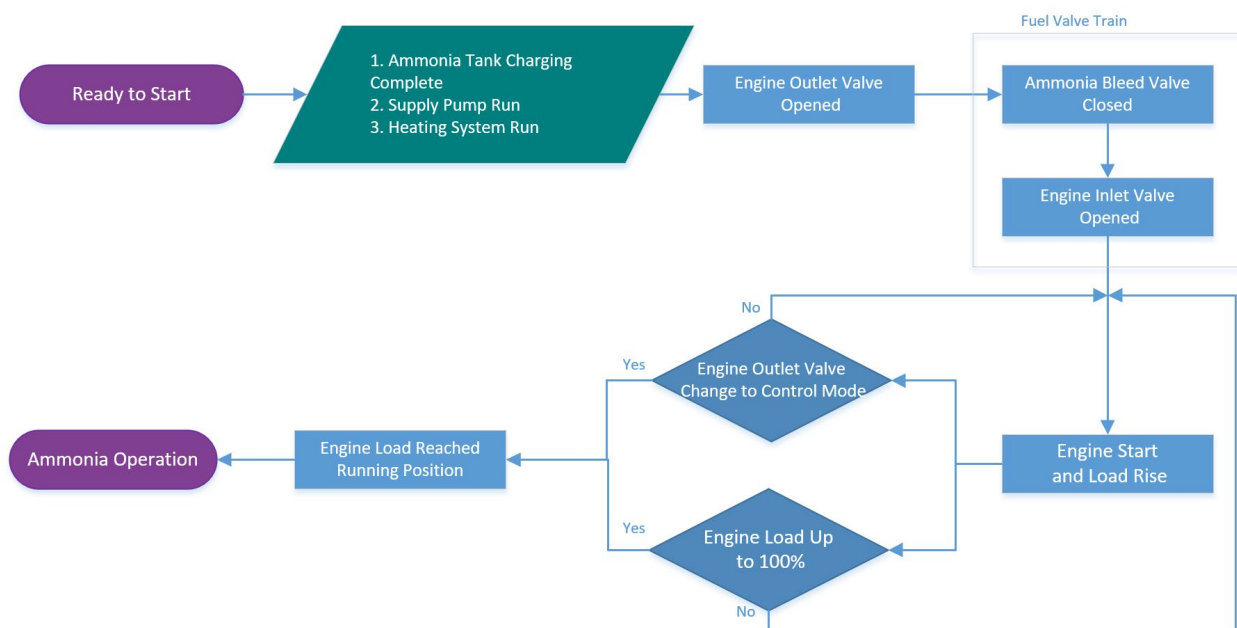 Fuel Valve Train
Ready to Start
1. Ammonia Tank Charging
Complete
2. Supply Pump Run
3. Heating System Run
Engine Outlet Valve
Opened
Ammonia Bleed Valve
Closed
Engine Inlet Valve
Opened
No
Engine Outlet Valve
Change to Control Mode
Yes
Ammonia Operation
Engine Load Reached
Running Position
Engine Start
and Load Rise
Yes
Engine Load Up
to 100%
No